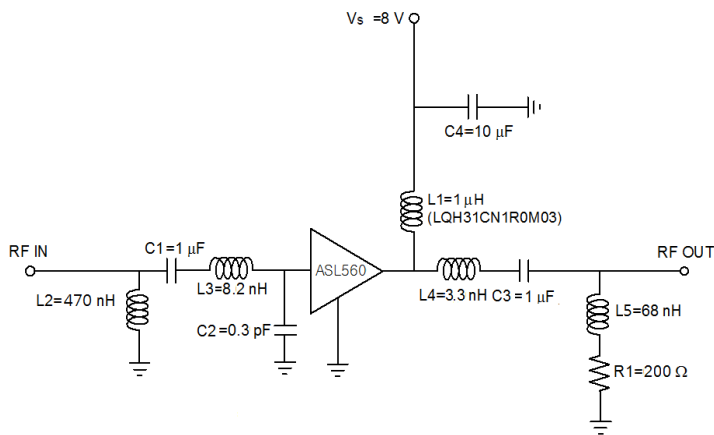 Vs =8 V
C4=10 μF
L1=1 μH
(LQH31CN1R0M03)
RF IN
C1=1 μF
ASL560
RF OUT
L2=470 nH
L3=8.2 nH
L4=3.3 nH
C3=1 μF
L5=68 nH
C2=0.3 pF
R1=200 Ω